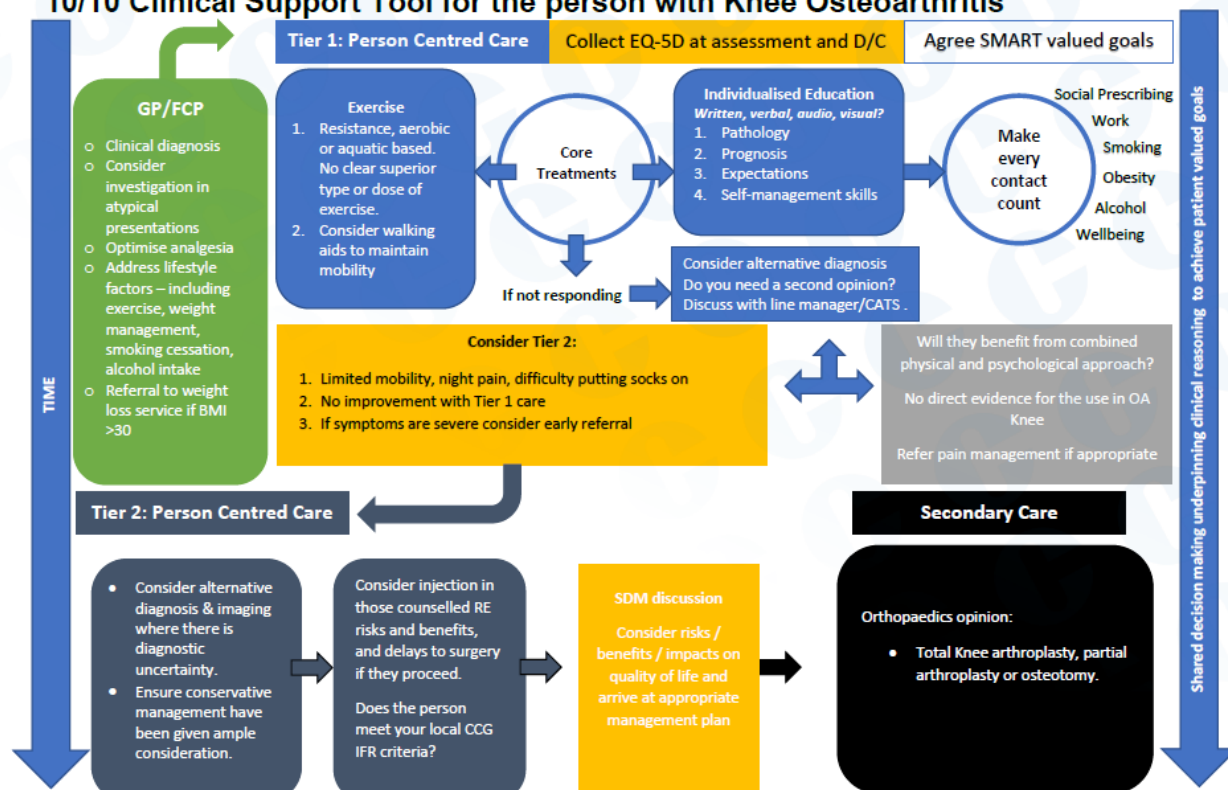 10/10 Clinical Support Tool for the person with Knee Osteoarthritis
Tier 1: Person Centred Care
Collect EQ-5D at assessment and D/C
Agree SMART valued goals
TIME
GP/FCP
o Clinical diagnosis
o Consider
investigation in
atypical
presentations
o Optimise analgesia
o Address lifestyle
factors – including
exercise, weight
management,
smoking cessation,
alcohol intake
o Referral to weight
loss service if BMI
>30
Exercise
1. Resistance, aerobic
or aquatic based.
No clear superior
type or dose of
exercise.
2. Consider walking
aids to maintain
mobility
Core
Treatments
Individualised Education
Written, verbal, audio, visual?
1. Pathology
2. Prognosis
3. Expectations
4. Self-management skills
Make
every
contact
count
Social Prescribing
Work
Smoking
Obesity
Alcohol
Wellbeing
If not responding
Consider alternative diagnosis
Do you need a second opinion?
Discuss with line manager/CATS .
Consider Tier 2:
1. Limited mobility, night pain, difficulty putting socks on
2. No improvement with Tier 1 care
3. If symptoms are severe consider early referral
Will they benefit from combined
physical and psychological approach?
No direct evidence for the use in OA
Knee
Refer pain management if appropriate
Tier 2: Person Centred Care
Secondary Care
• Consider alternative
diagnosis & imaging
where there is
diagnostic
uncertainty.
• Ensure conservative
management have
been given ample
consideration.
Consider injection in
those counselled RE
risks and benefits,
and delays to surgery
if they proceed.
Does the person
meet your local CCG
IFR criteria?
SDM discussion
Consider risks /
benefits / impacts on
quality of life and
arrive at appropriate
management plan
Orthopaedics opinion:
• Total Knee arthroplasty, partial
arthroplasty or osteotomy.
Shared decision making underpinning clinical reasoning to achieve patient valued goals